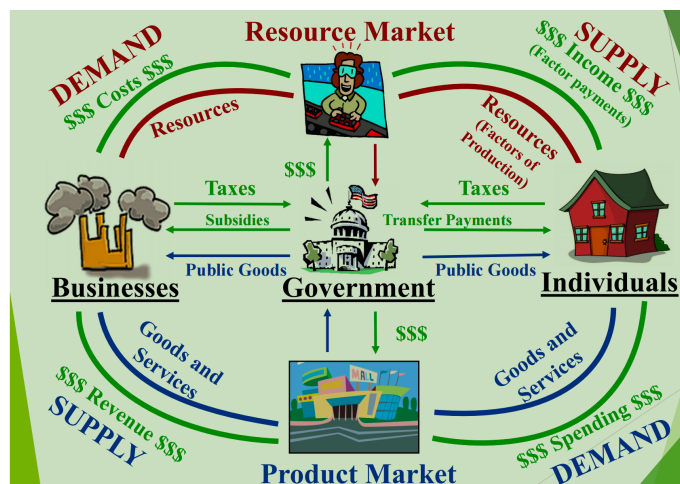 Resource Market
DEMAND
$$$ Costs $$$
Resources
SUPPLY
$$$ Income $$$
(Factor payments)
Resources
(Factors of
Production)
$$$
Taxes
Subsidies
Public Goods
Businesses
Government
Taxes
Transfer Payments
Public Goods
Individuals
$$$
Goods and
Services
$$$ Revenue $$$
SUPPLY
MALL
Goods and
Services
$$$ Spending $$$
DEMAND
Product Market